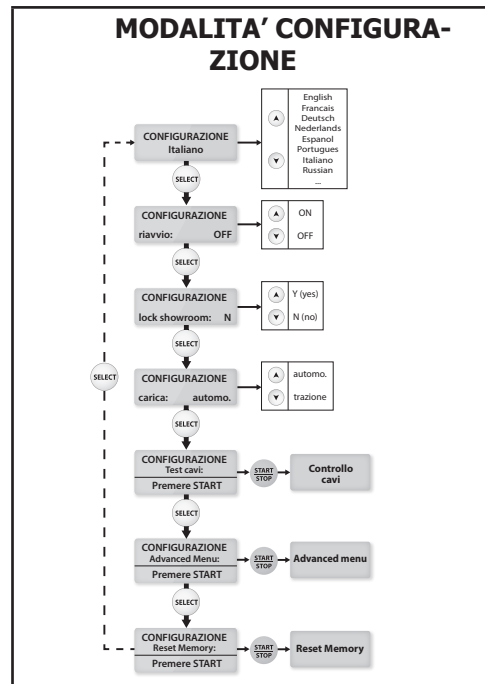 MODALITA' CONFIGURA-
ZIONE
CONFIGURAZIONE
Italiano
English
Francais
Deutsch
Nederlands
Espanol
Portugues
Italiano
Russian
...
SELECT
CONFIGURAZIONE
riavvio: OFF
ON
OFF
SELECT
CONFIGURAZIONE
lock showroom: N
Y (yes)
N (no)
SELECT
SELECT
CONFIGURAZIONE
carica: automo.
automo.
trazione
SELECT
CONFIGURAZIONE
Test cavi:
Premere START
START
STOP
Controllo
cavi
SELECT
CONFIGURAZIONE
Advanced Menu:
Premere START
START
STOP
Advanced menu
SELECT
CONFIGURAZIONE
Reset Memory:
Premere START
START
STOP
Reset Memory